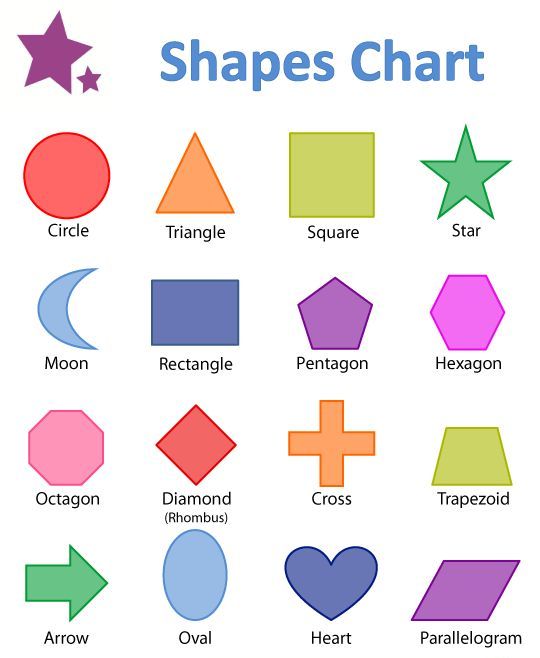 Shapes Chart
Circle
Triangle
Square
Star
Moon
Rectangle
Pentagon
Hexagon
Octagon
Diamond
(Rhombus)
Cross
Trapezoid
Arrow
Oval
Heart
Parallelogram